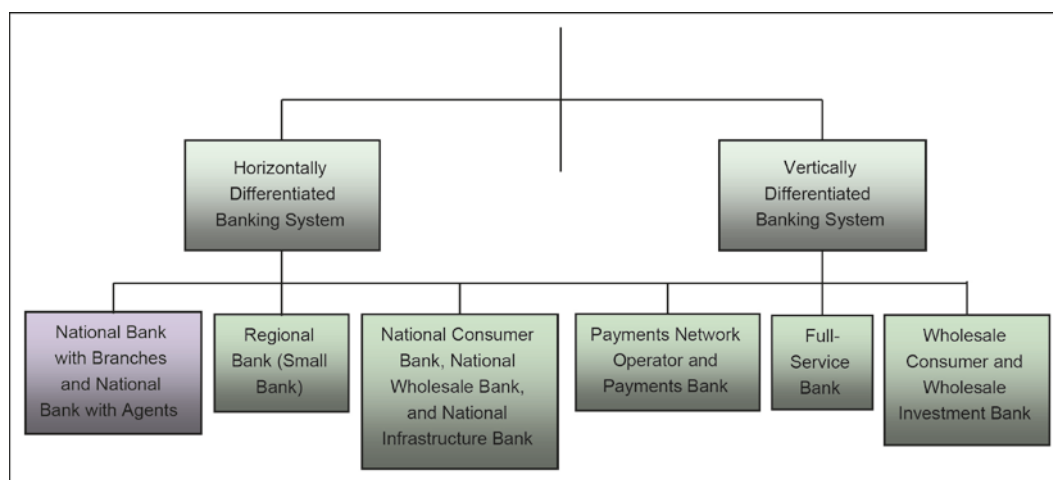 Horizontally
Differentiated
Banking System
Vertically
Differentiated
Banking System
National Bank
with Branches
and National
Bank with Agents
Regional
Bank (Small
Bank)
National Consumer
Bank, National
Wholesale Bank,
and National
Infrastructure Bank
Payments Network
Operator and
Payments Bank
Full-
Service
Bank
Wholesale
Consumer and
Wholesale
Investment Bank